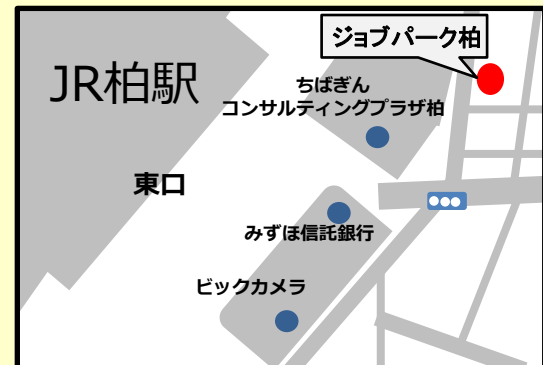 ジョブパーク柏
JR柏駅
ちばぎん
コンサルティングプラザ柏
東口
みずほ信託銀行
ビックカメラ